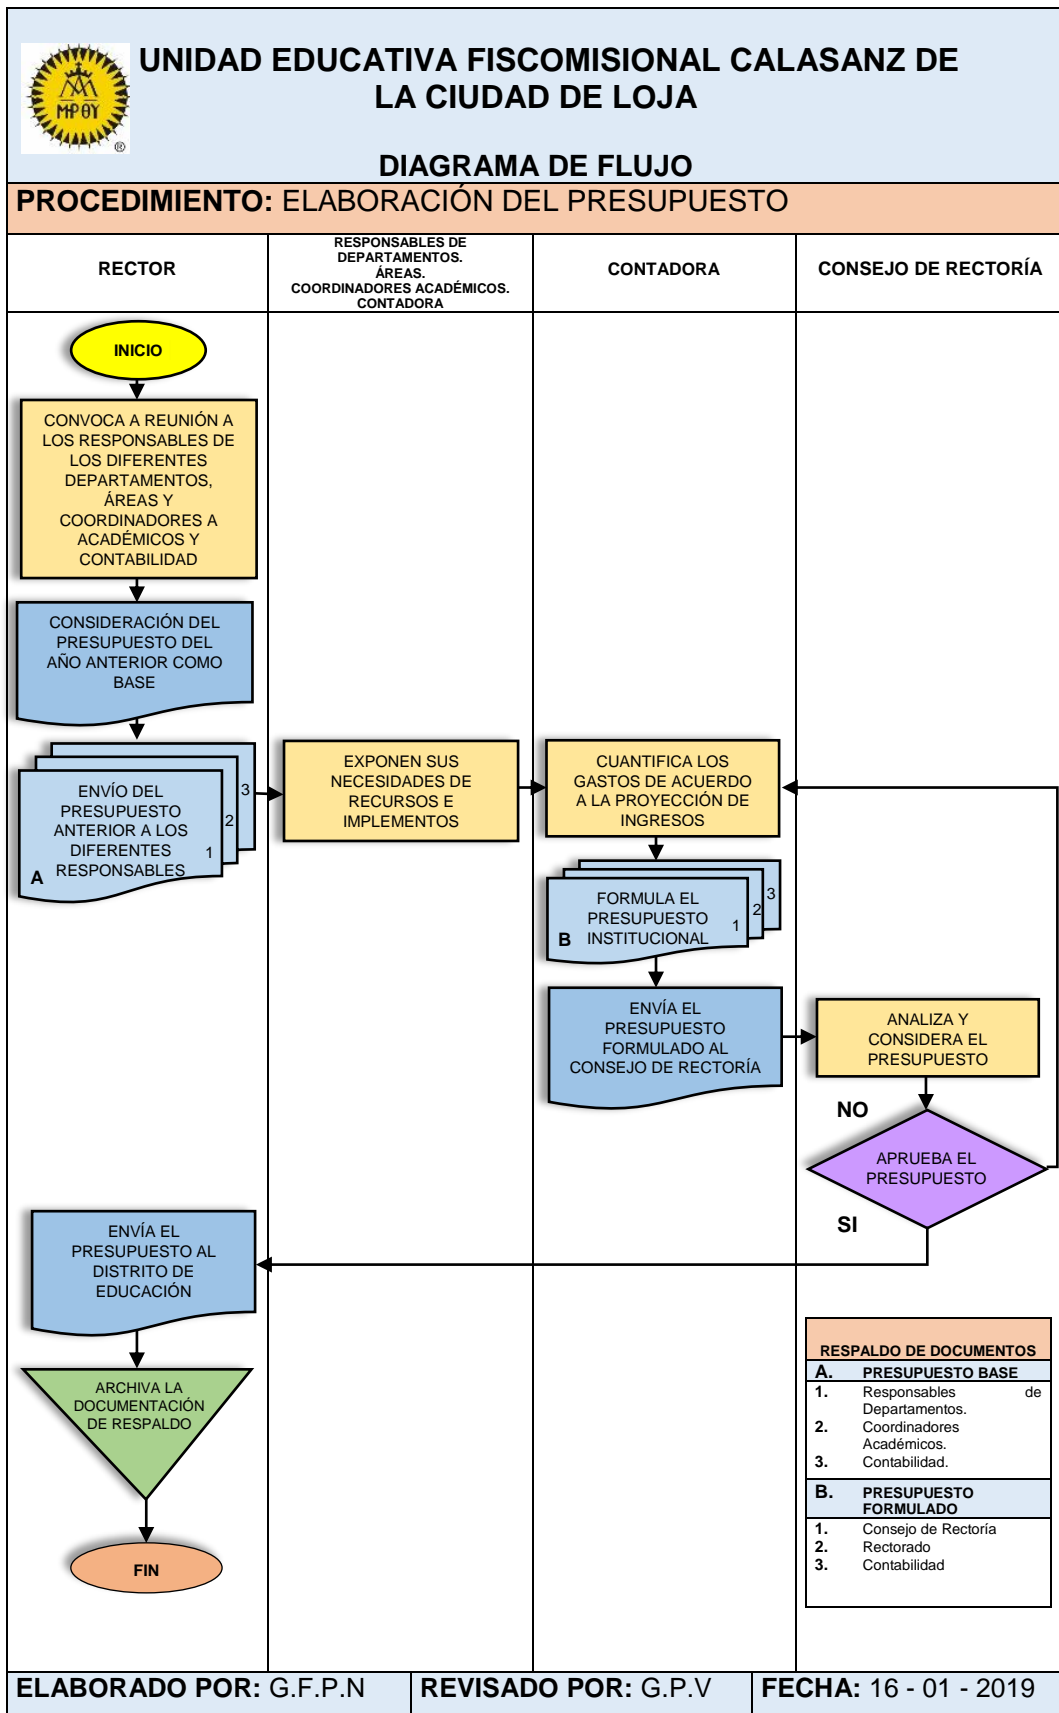 UNIDAD EDUCATIVA FISCOMISIONAL CALASANZ DE
LA CIUDAD DE LOJA
MPΘY
®
DIAGRAMA DE FLUJO
PROCEDIMIENTO: ELABORACIÓN DEL PRESUPUESTO
RECTOR
RESPONSABLES DE
DEPARTAMENTOS.
ÁREAS.
COORDINADORES ACADÉMICOS.
CONTADORA
CONTADORA
CONSEJO DE RECTORÍA
INICIO
CONVOCA A REUNIÓN A
LOS RESPONSABLES DE
LOS DIFERENTES
DEPARTAMENTOS,
ÁREAS Y
COORDINADORES A
ACADÉMICOS Y
CONTABILIDAD
CONSIDERACIÓN DEL
PRESUPUESTO DEL
AÑO ANTERIOR COMO
BASE
ENVÍO DEL
PRESUPUESTO
ANTERIOR A LOS
DIFERENTES
RESPONSABLES
A
1
2
3
EXPONEN SUS
NECESIDADES DE
RECURSOS E
IMPLEMENTOS
CUANTIFICA LOS
GASTOS DE ACUERDO
A LA PROYECCIÓN DE
INGRESOS
FORMULA EL
PRESUPUESTO
INSTITUCIONAL
B
1
2
3
ENVÍA EL
PRESUPUESTO
FORMULADO AL
CONSEJO DE RECTORÍA
ANALIZA Y
CONSIDERA EL
PRESUPUESTO
NO
APRUEBA EL
PRESUPUESTO
SI
ENVÍA EL
PRESUPUESTO AL
DISTRITO DE
EDUCACIÓN
ARCHIVA LA
DOCUMENTACIÓN
DE RESPALDO
FIN
RESPALDO DE DOCUMENTOS
A. PRESUPUESTO BASE
1. Responsables de
Departamentos.
2. Coordinadores
Académicos.
3. Contabilidad.
B. PRESUPUESTO
FORMULADO
1. Consejo de Rectoría
2. Rectorado
3. Contabilidad
ELABORADO POR: G.F.P.N
REVISADO POR: G.P.V
FECHA: 16 - 01 - 2019